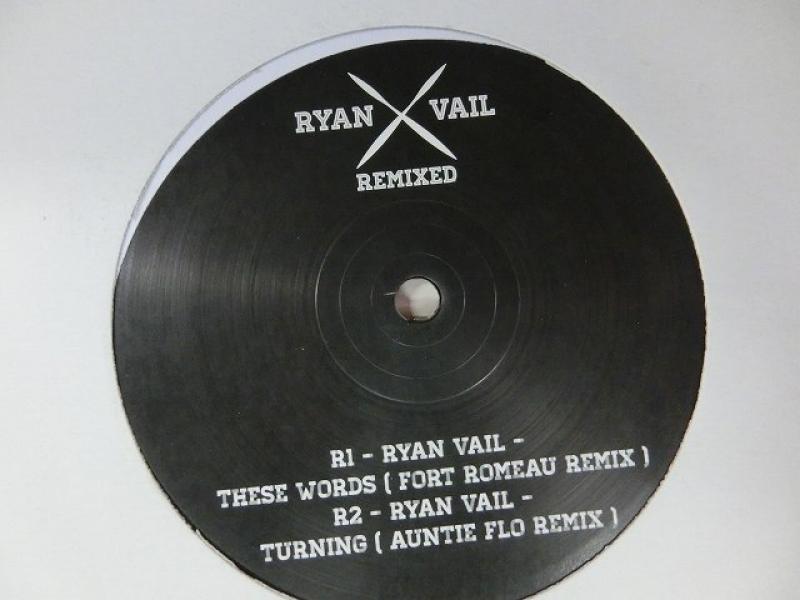 RYAN VAIL
REMIXED
R1 - RYAN VAIL -
THESE WORDS ( FORT ROMEAU REMIX )
R2 - RYAN VAIL -
TURNING ( AUNTIE FLO REMIX )